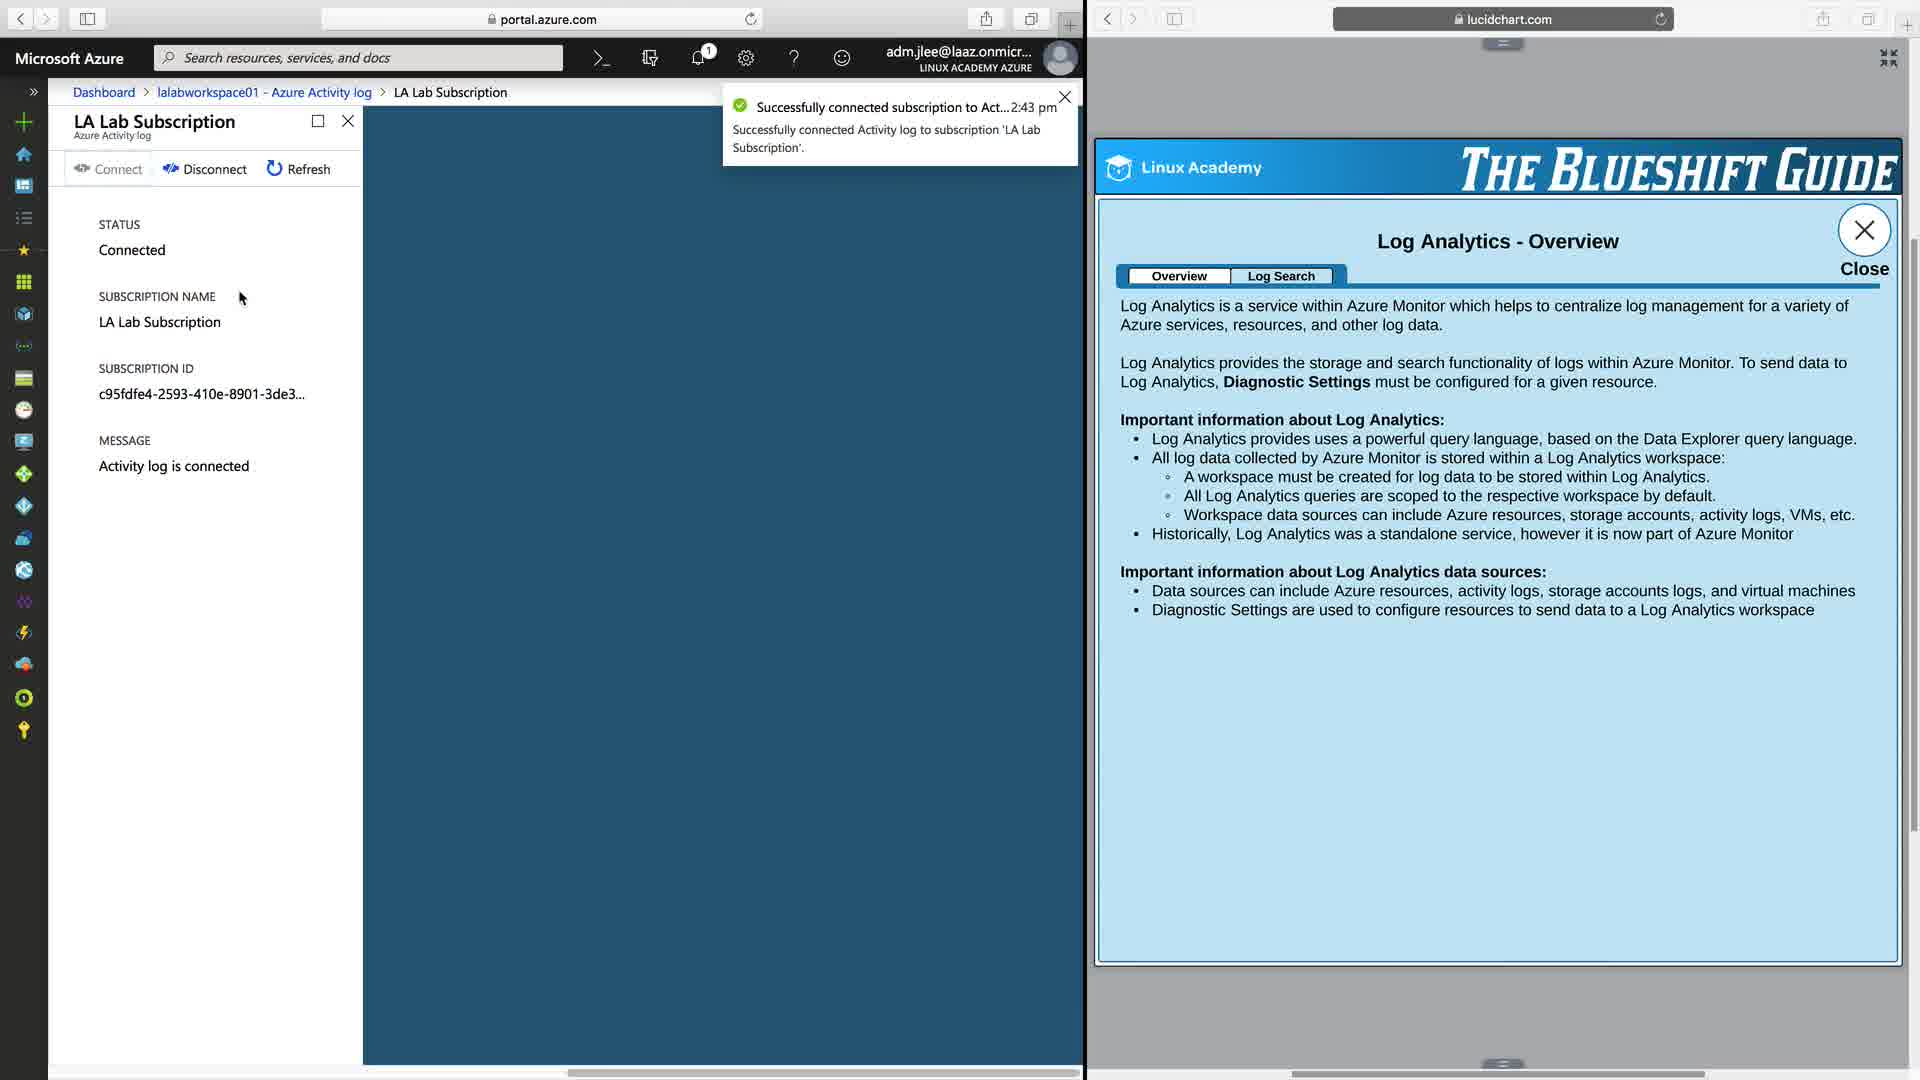 portal.azure.com
Microsoft Azure
Search resources, services, and docs
1
adm.jlee@laaz.onmicr...
LINUX ACADEMY AZURE
Dashboard > lalabworkspace01 - Azure Activity log > LA Lab Subscription
LA Lab Subscription
Azure Activity log
Connect
Disconnect
Refresh
STATUS
Connected
SUBSCRIPTION NAME
LA Lab Subscription
SUBSCRIPTION ID
c95fdfe4-2593-410e-8901-3de3...
MESSAGE
Activity log is connected
Successfully connected subscription to Act... 2:43 pm
Successfully connected Activity log to subscription 'LA Lab
Subscription'.
lucidchart.com
Linux Academy
THE BLUESHIFT GUIDE
Log Analytics - Overview
Close
Overview
Log Search
Log Analytics is a service within Azure Monitor which helps to centralize log management for a variety of
Azure services, resources, and other log data.
Log Analytics provides the storage and search functionality of logs within Azure Monitor. To send data to
Log Analytics, Diagnostic Settings must be configured for a given resource.
Important information about Log Analytics:
• Log Analytics provides uses a powerful query language, based on the Data Explorer query language.
• All log data collected by Azure Monitor is stored within a Log Analytics workspace:
◦ A workspace must be created for log data to be stored within Log Analytics.
◦ All Log Analytics queries are scoped to the respective workspace by default.
◦ Workspace data sources can include Azure resources, storage accounts, activity logs, VMs, etc.
• Historically, Log Analytics was a standalone service, however it is now part of Azure Monitor
Important information about Log Analytics data sources:
• Data sources can include Azure resources, activity logs, storage accounts logs, and virtual machines
• Diagnostic Settings are used to configure resources to send data to a Log Analytics workspace